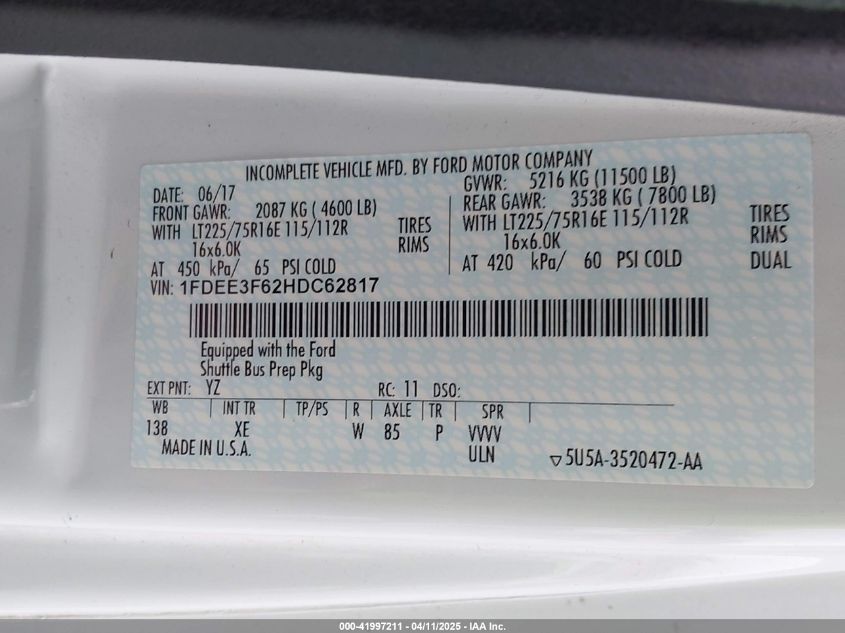 INCOMPLETE VEHICLE MFD. BY FORD MOTOR COMPANY
DATE: 06/17
FRONT GAWR: 2087 KG ( 4600 LB)
WITH LT225/75R16E 115/112R TIRES
16x6.0K RIMS
AT 450 kPa/ 65 PSI COLD
GVWR: 5216 KG (11500 LB)
REAR GAWR: 3538 KG ( 7800 LB)
WITH LT225/75R16E 115/112R TIRES
16x6.0K RIMS
AT 420 kPa/ 60 PSI COLD DUAL
VIN: 1FDEE3F62HDC62817
Equipped with the Ford
Shuttle Bus Prep Pkg
EXT PNT: YZ RC: 11 DSO:
WB INT TR TP/PS R AXLE TR SPR
138 XE W 85 P VVVV
MADE IN U.S.A. ULN ▽5U5A-3520472-AA
000-41997211 - 04/11/2025 - IAA Inc.